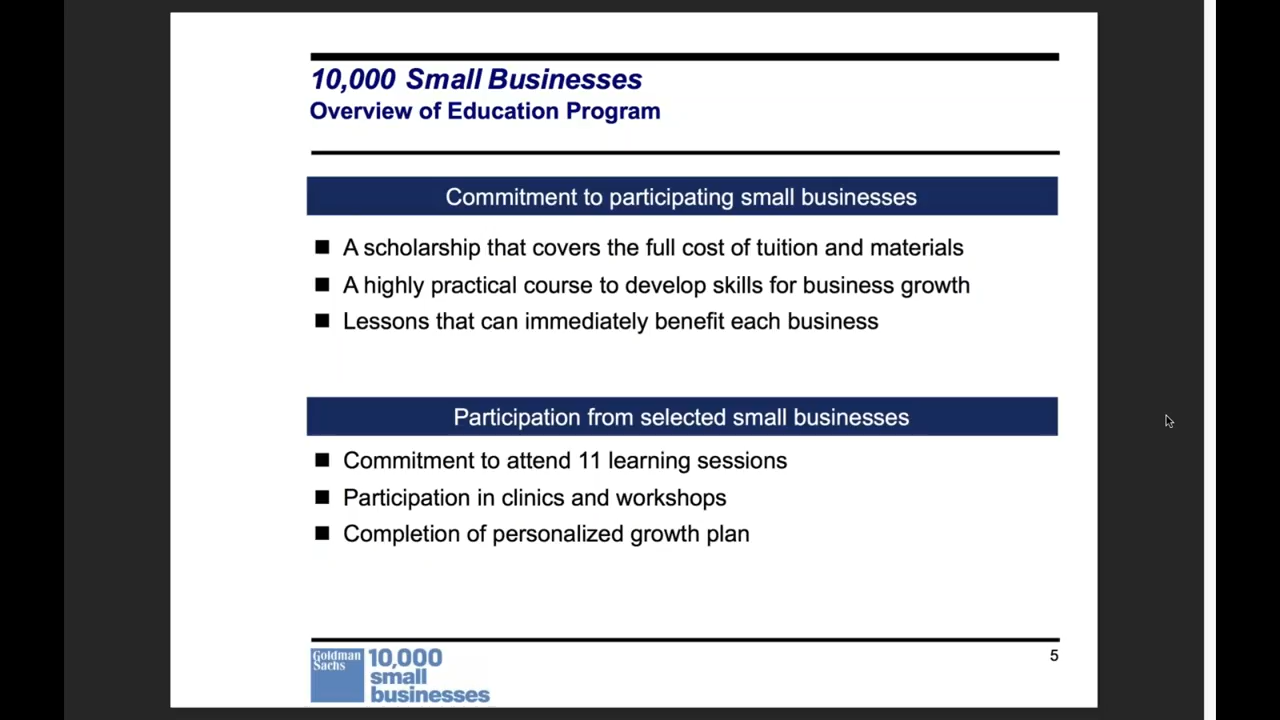 10,000 Small Businesses
Overview of Education Program
Commitment to participating small businesses
A scholarship that covers the full cost of tuition and materials
A highly practical course to develop skills for business growth
Lessons that can immediately benefit each business
Participation from selected small businesses
Commitment to attend 11 learning sessions
Participation in clinics and workshops
Completion of personalized growth plan
Goldman
Sachs
10,000
small
businesses
5